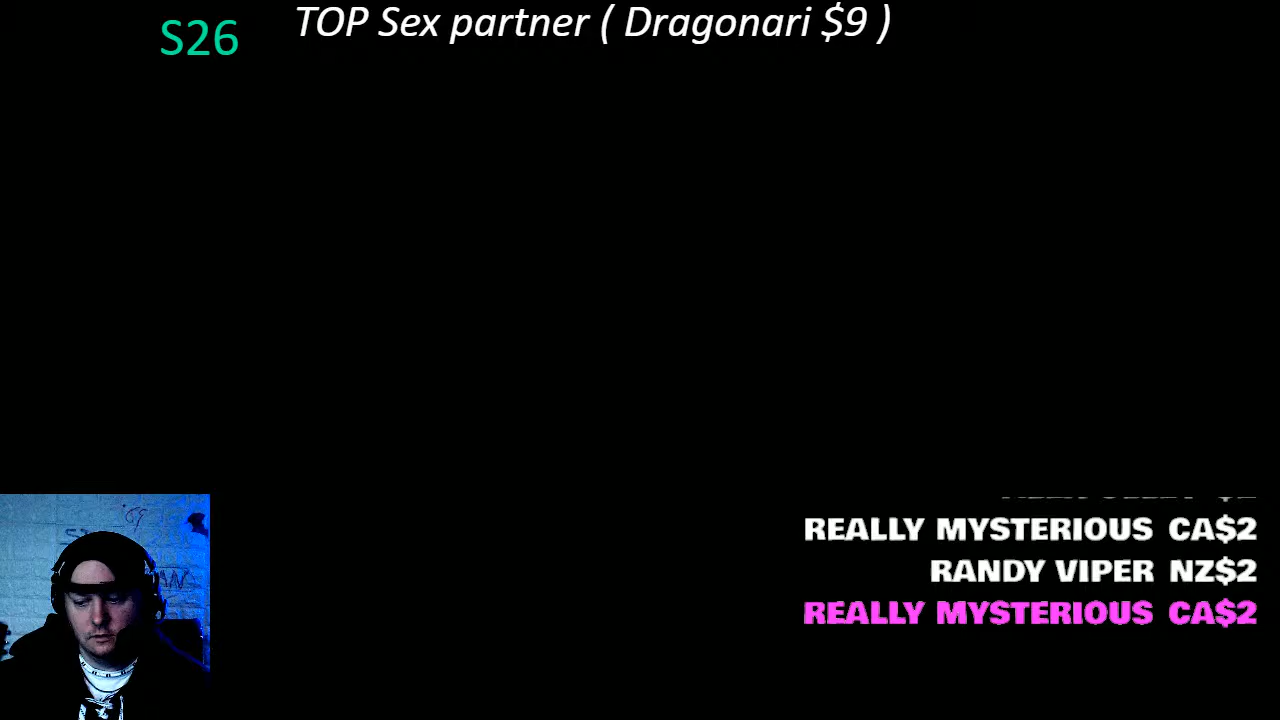 S26
TOP Sex partner ( Dragonari $9 )
REALLY MYSTERIOUS CA$2
RANDY VIPER NZ$2
REALLY MYSTERIOUS CA$2